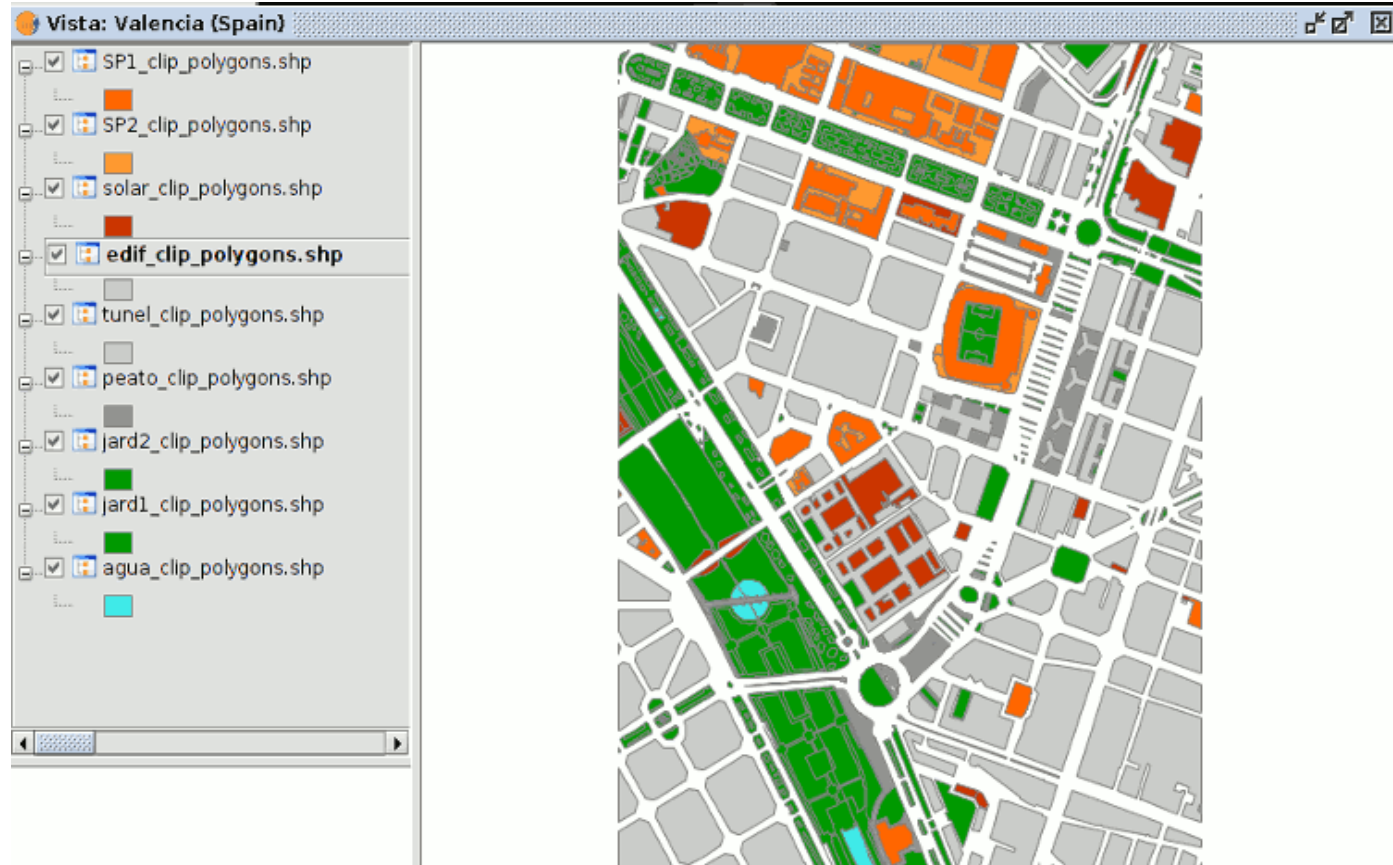 Vista: Valencia (Spain)
SP1_clip_polygons.shp
SP2_clip_polygons.shp
solar_clip_polygons.shp
edif_clip_polygons.shp
tunel_clip_polygons.shp
peato_clip_polygons.shp
jard2_clip_polygons.shp
jard1_clip_polygons.shp
agua_clip_polygons.shp